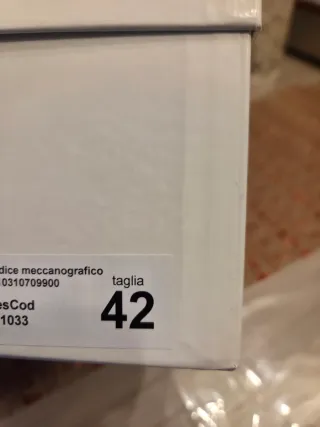 dice meccanografico
0310709900
taglia
esCod
1033
42